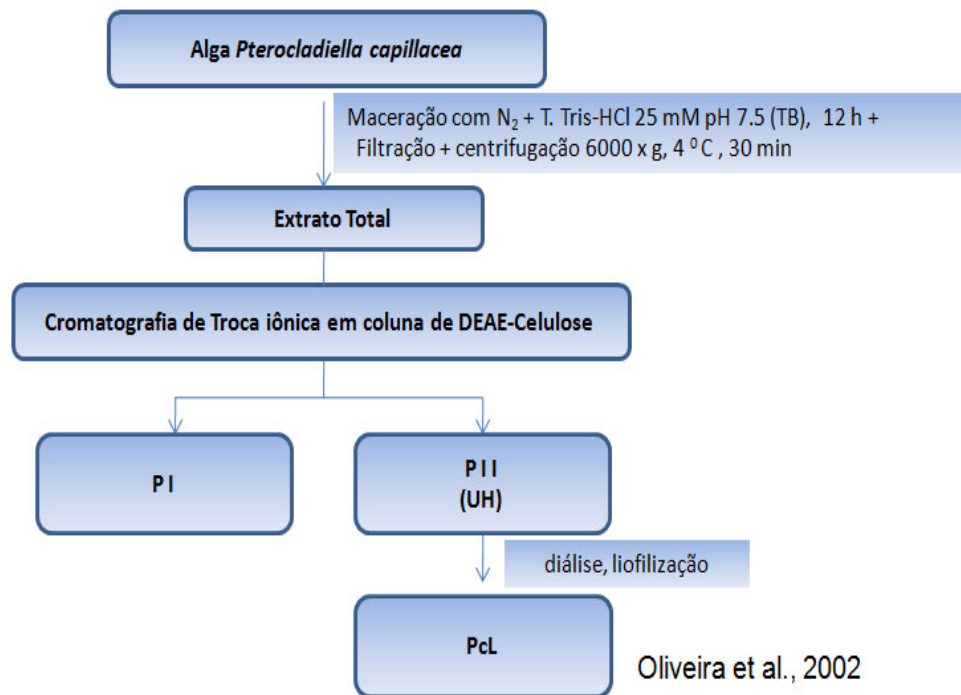 Alga Pterocladiella capillacea
Maceração com N₂ + T. Tris-HCl 25 mM pH 7.5 (TB), 12 h +
Filtração + centrifugação 6000 x g, 4 ⁰ C , 30 min
Extrato Total
Cromatografia de Troca iônica em coluna de DEAE-Celulose
P I
P I I
(UH)
diálise, liofilização
PcL
Oliveira et al., 2002